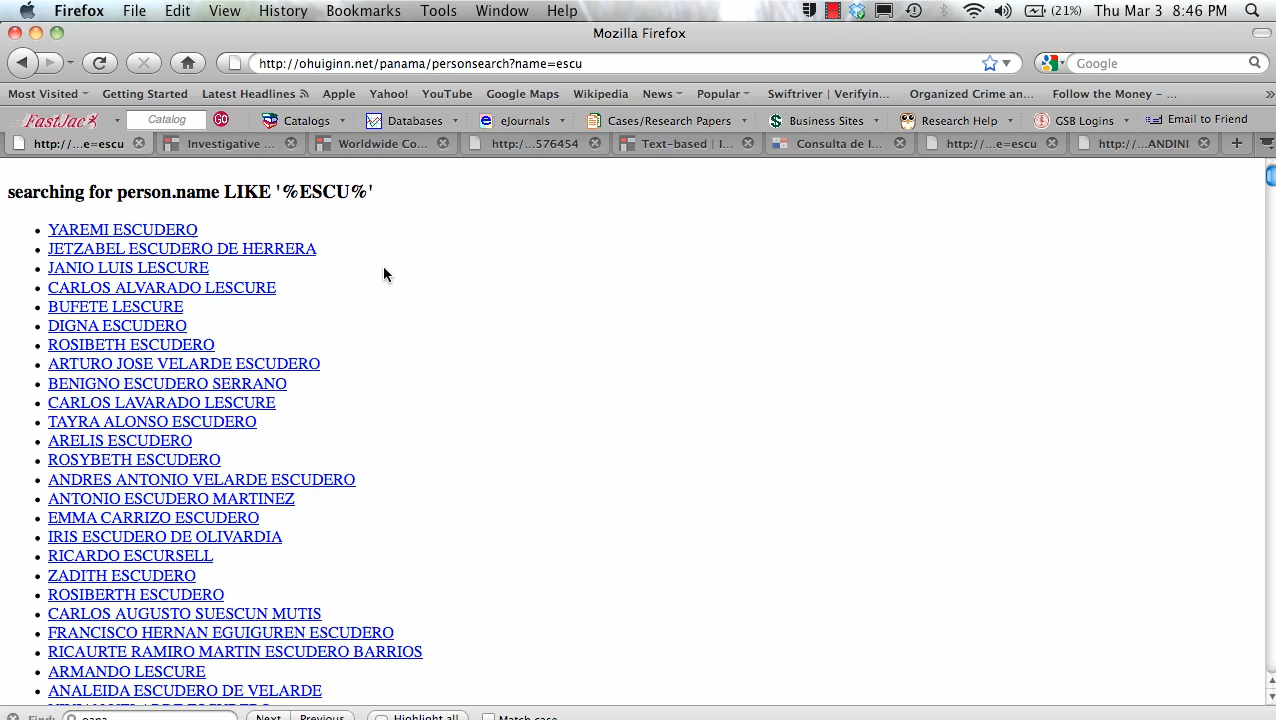 Firefox File Edit View History Bookmarks Tools Window Help (21%) Thu Mar 3 8:46 PM
Mozilla Firefox
http://ohuiginn.net/panama/personsearch?name=escu Google
Most Visited Getting Started Latest Headlines Apple Yahoo! YouTube Google Maps Wikipedia News Popular Swiftriver | Verifyin... Organized Crime an... Follow the Money – ... »
FastJack Catalog GO Catalogs Databases eJournals Cases/Research Papers Business Sites Research Help GSB Logins Email to Friend
http://...e=escu Investigative ... Worldwide Co... http:/...576454 Text-based | I... Consulta de I... http://...e=escu http://...ANDINI
searching for person.name LIKE '%ESCU%'
• YAREMI ESCUDERO
• JETZABEL ESCUDERO DE HERRERA
• JANIO LUIS LESCURE
• CARLOS ALVARADO LESCURE
• BUFETE LESCURE
• DIGNA ESCUDERO
• ROSIBETH ESCUDERO
• ARTURO JOSE VELARDE ESCUDERO
• BENIGNO ESCUDERO SERRANO
• CARLOS LAVARADO LESCURE
• TAYRA ALONSO ESCUDERO
• ARELIS ESCUDERO
• ROSYBETH ESCUDERO
• ANDRES ANTONIO VELARDE ESCUDERO
• ANTONIO ESCUDERO MARTINEZ
• EMMA CARRIZO ESCUDERO
• IRIS ESCUDERO DE OLIVARDIA
• RICARDO ESCURSELL
• ZADITH ESCUDERO
• ROSIBERTH ESCUDERO
• CARLOS AUGUSTO SUESCUN MUTIS
• FRANCISCO HERNAN EGUIGUREN ESCUDERO
• RICAURTE RAMIRO MARTIN ESCUDERO BARRIOS
• ARMANDO LESCURE
• ANALEIDA ESCUDERO DE VELARDE
Find: Next Previous Highlight all Match case